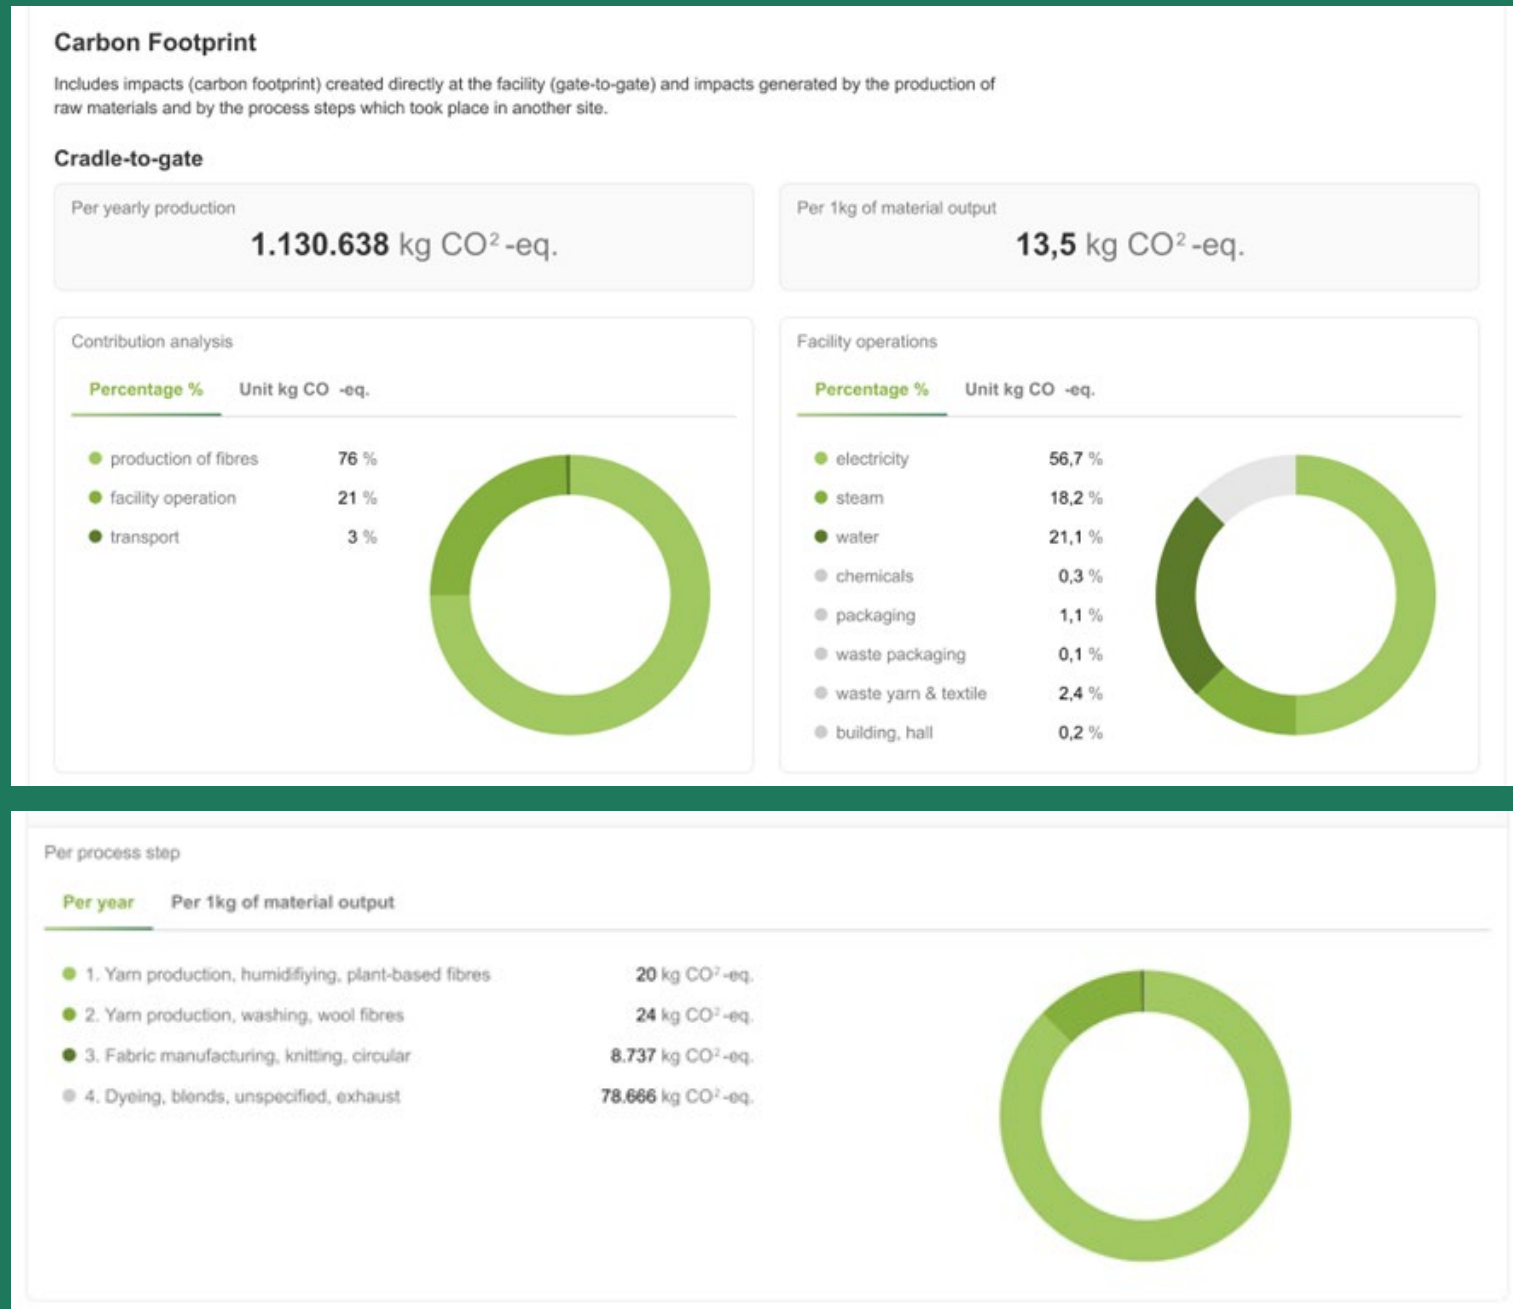 Carbon Footprint
Includes impacts (carbon footprint) created directly at the facility (gate-to-gate) and impacts generated by the production of
raw materials and by the process steps which took place in another site.
Cradle-to-gate
Per yearly production
1.130.638 kg CO² -eq.
Per 1kg of material output
13,5 kg CO² -eq.
Contribution analysis
Percentage % Unit kg CO -eq.
production of fibres 76 %
facility operation 21 %
transport 3 %
Facility operations
Percentage % Unit kg CO -eq.
electricity 56,7 %
steam 18,2 %
water 21,1 %
chemicals 0,3 %
packaging 1,1 %
waste packaging 0,1 %
waste yarn & textile 2,4 %
building, hall 0,2 %
Per process step
Per year Per 1kg of material output
1. Yarn production, humidifiying, plant-based fibres 20 kg CO² -eq.
2. Yarn production, washing, wool fibres 24 kg CO² -eq.
3. Fabric manufacturing, knitting, circular 8.737 kg CO² -eq.
4. Dyeing, blends, unspecified, exhaust 78.666 kg CO² -eq.